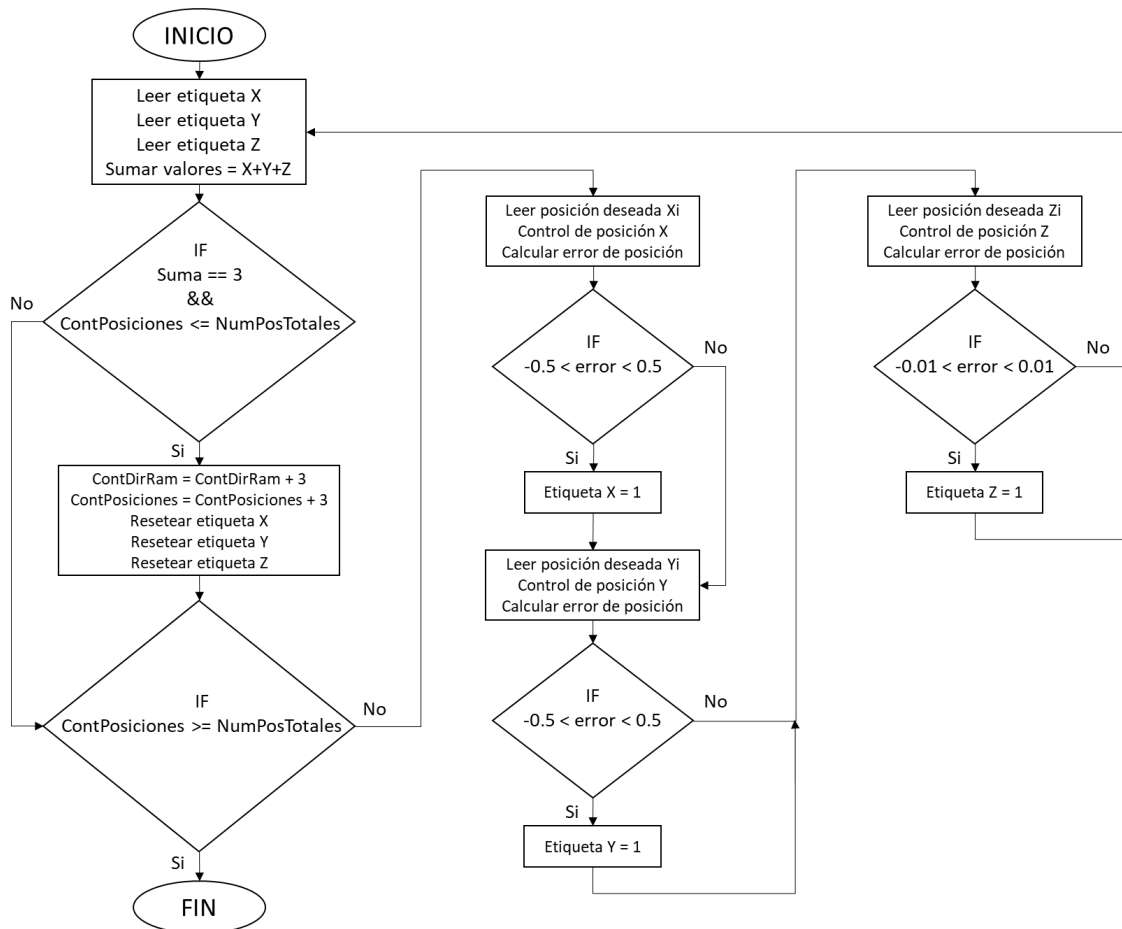 INICIO
Leer etiqueta X
Leer etiqueta Y
Leer etiqueta Z
Sumar valores = X+Y+Z
IF
Suma == 3
&&
ContPosiciones <= NumPosTotales
No
Si
ContDirRam = ContDirRam + 3
ContPosiciones = ContPosiciones + 3
Resetear etiqueta X
Resetear etiqueta Y
Resetear etiqueta Z
IF
ContPosiciones >= NumPosTotales
No
Si
FIN
Leer posición deseada Xi
Control de posición X
Calcular error de posición
IF
-0.5 < error < 0.5
No
Si
Etiqueta X = 1
Leer posición deseada Yi
Control de posición Y
Calcular error de posición
IF
-0.5 < error < 0.5
No
Si
Etiqueta Y = 1
Leer posición deseada Zi
Control de posición Z
Calcular error de posición
IF
-0.01 < error < 0.01
No
Si
Etiqueta Z = 1